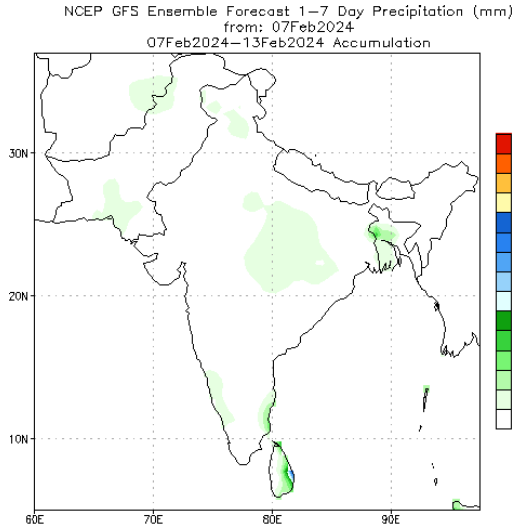 NCEP GFS Ensemble Forecast 1-7 Day Precipitation (mm)
from: 07Feb2024
07Feb2024-13Feb2024 Accumulation
30N
20N
10N
60E
70E
80E
90E